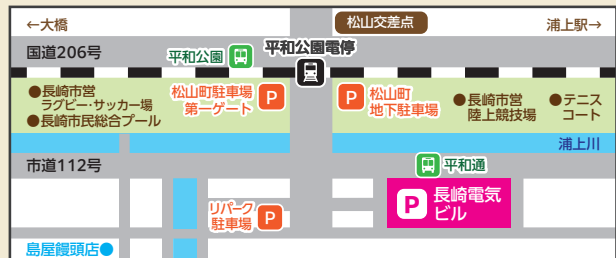 ←大橋
松山交差点
浦上駅→
国道206号
平和公園
平和公園電停
●長崎市営
ラグビー・サッカー場
●長崎市民総合プール
松山町駐車場
第一ゲート
P
P
松山町
地下駐車場
●長崎市営
陸上競技場
●テニス
コート
浦上川
市道112号
平和通
P
長崎電気
ビル
リパーク
駐車場
P
島屋饅頭店●